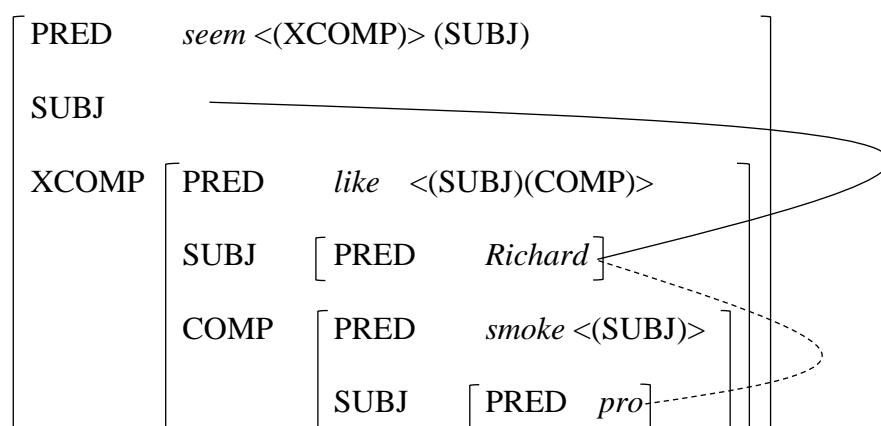 PRED seem <(XCOMP)> (SUBJ)
SUBJ
XCOMP PRED like <(SUBJ)(COMP)>
SUBJ PRED Richard
COMP PRED smoke <(SUBJ)>
SUBJ PRED pro